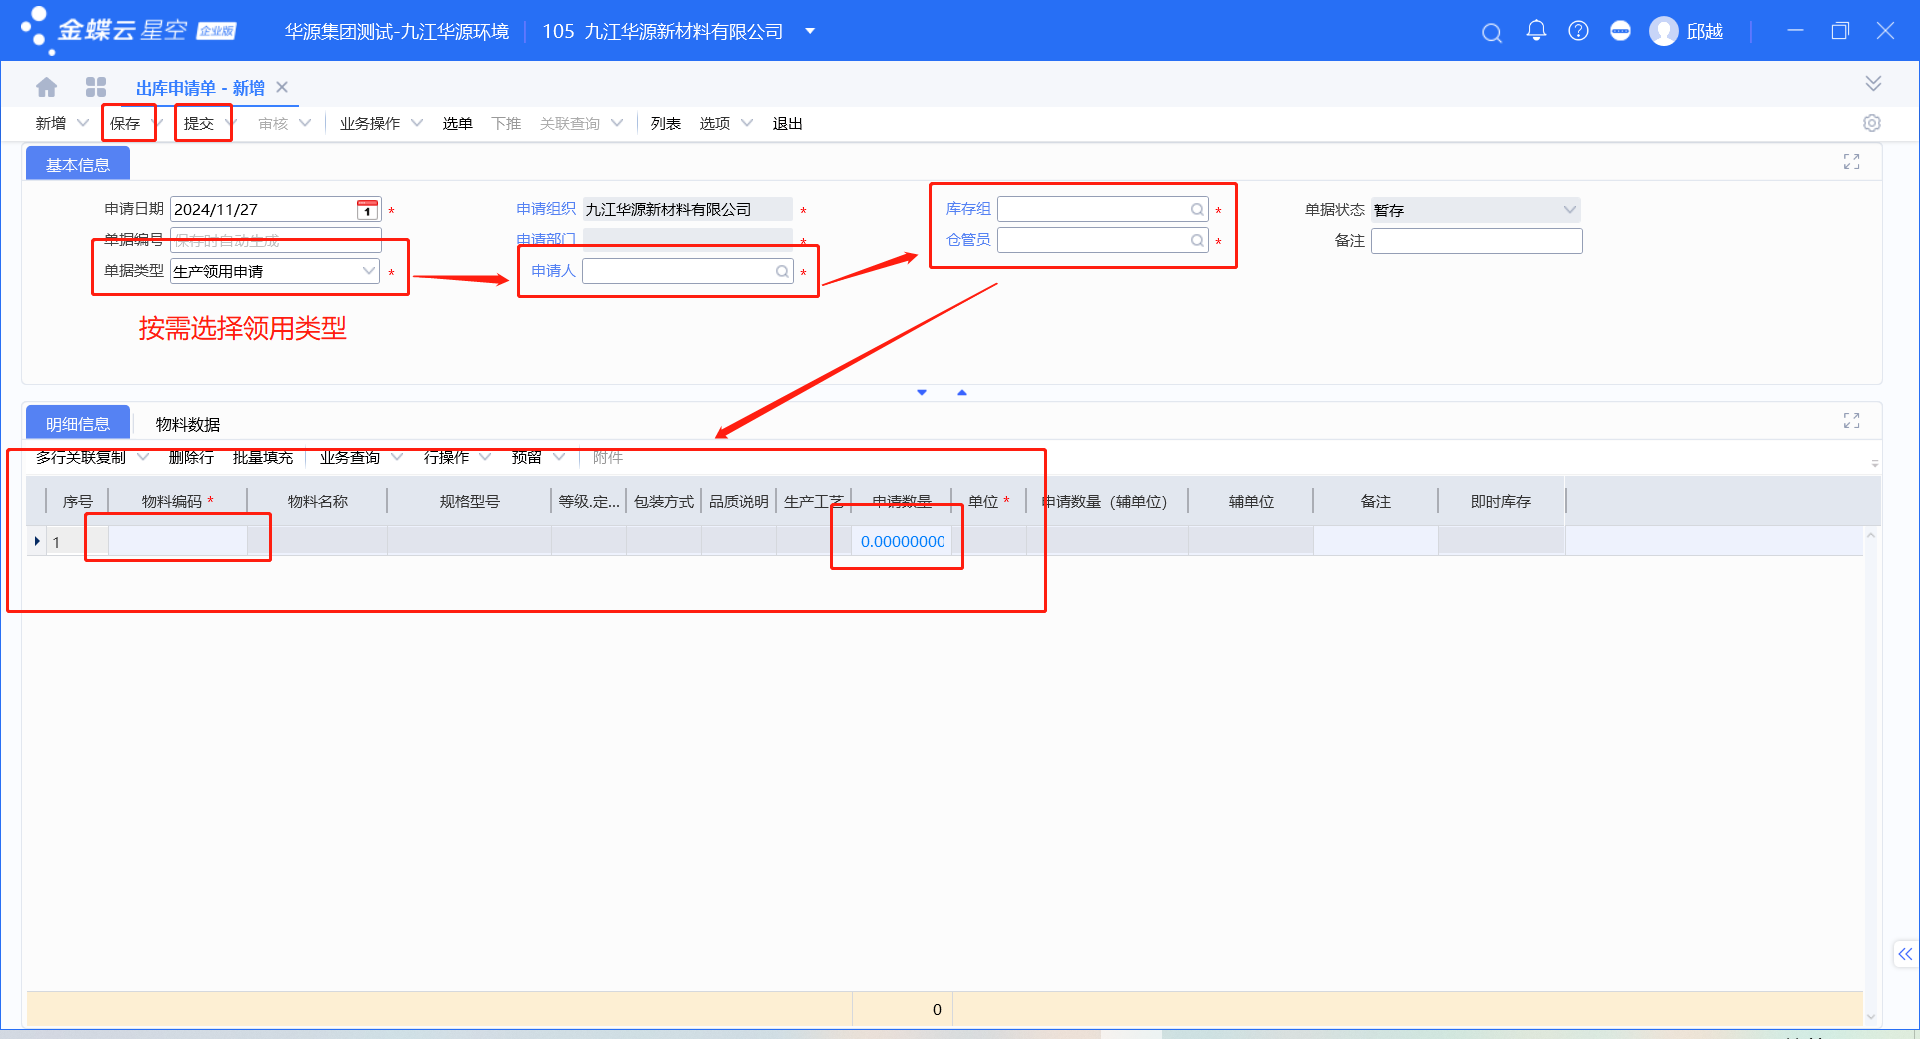 金蝶云 星空 企业版 华源集团测试-九江华源环境 105 九江华源新材料有限公司 邱越
出库申请单 - 新增
新增 保存 提交 审核 业务操作 选单 下推 关联查询 列表 选项 退出
基本信息
申请日期 2024/11/27 1 * 申请组织 九江华源新材料有限公司 * 库存组 * 单据状态 暂存
单据编号 保存时自动生成 申请部门 * 仓管员 * 备注
单据类型 生产领用申请 * 申请人 *
按需选择领用类型
明细信息 物料数据
多行关联复制 删除行 批量填充 业务查询 行操作 预留 附件
序号 物料编码 * 物料名称 规格型号 等级.定... 包装方式 品质说明 生产工艺 申请数量 单位 * 申请数量（辅单位） 辅单位 备注 即时库存
1 0.00000000
0